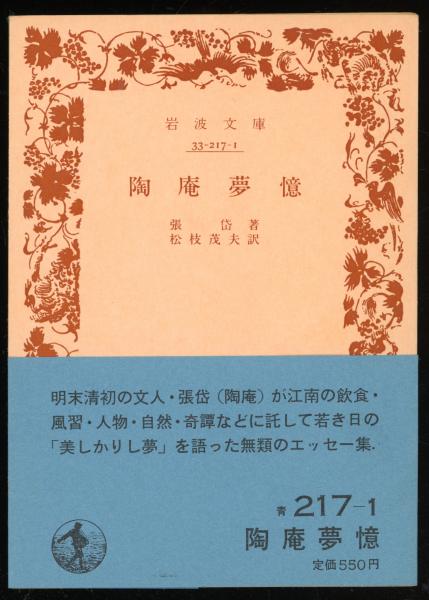 岩波文庫
33-217-1
陶庵夢憶
張岱著
松枝茂夫訳
明末清初の文人・張岱（陶庵）が江南の飲食・
風習・人物・自然・奇譚などに託して若き日の
「美しかりし夢」を語った無類のエッセー集.
青 217-1
陶庵夢憶
定価550円